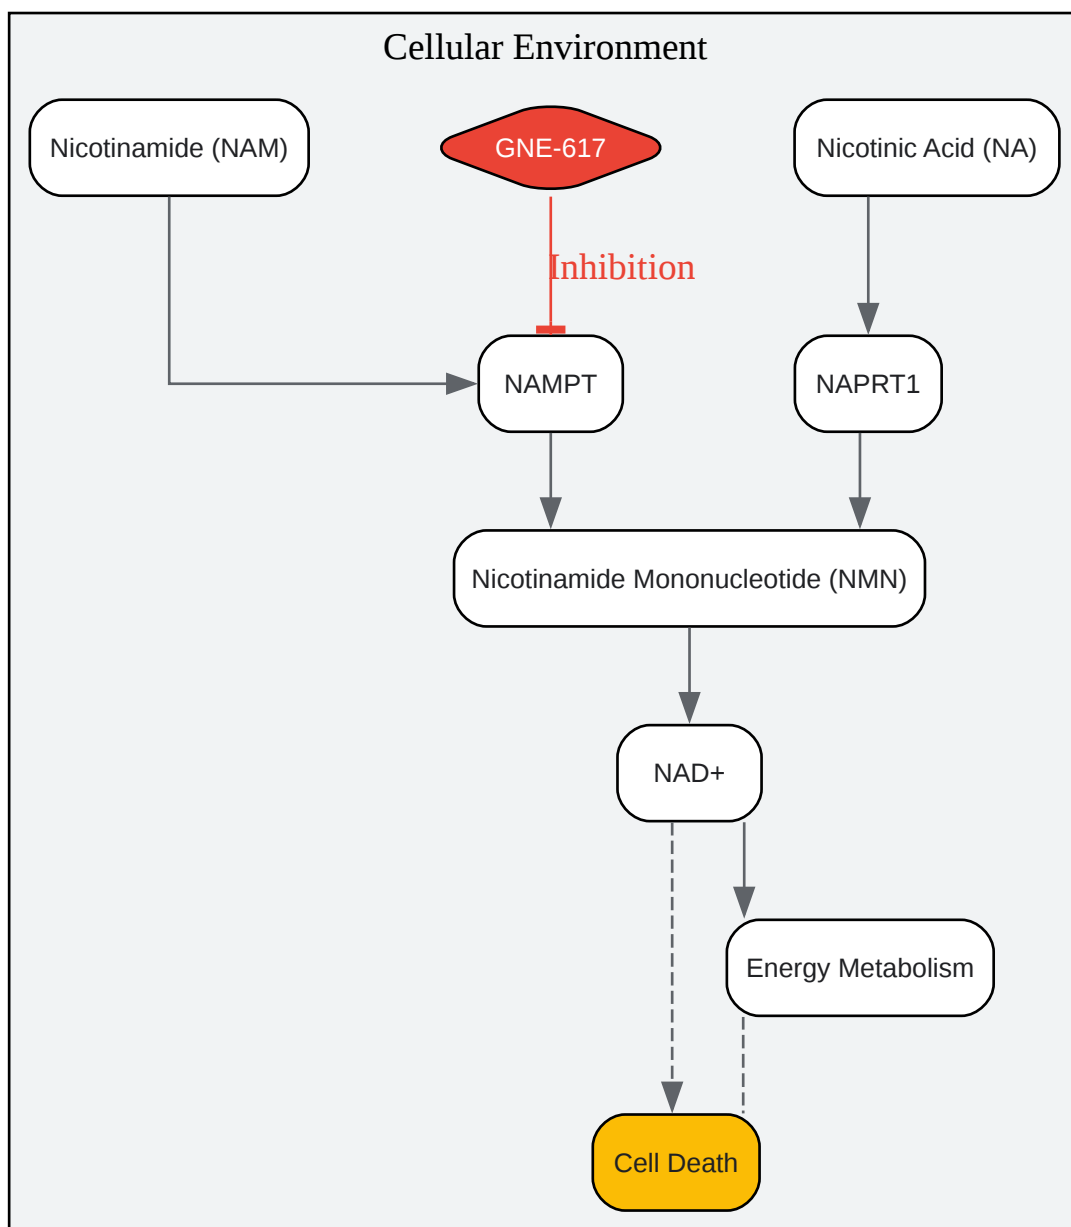 Cellular Environment
Nicotinamide (NAM)
GNE-617
Nicotinic Acid (NA)
Inhibition
NAMPT
NAPRT1
Nicotinamide Mononucleotide (NMN)
NAD+
Energy Metabolism
Cell Death